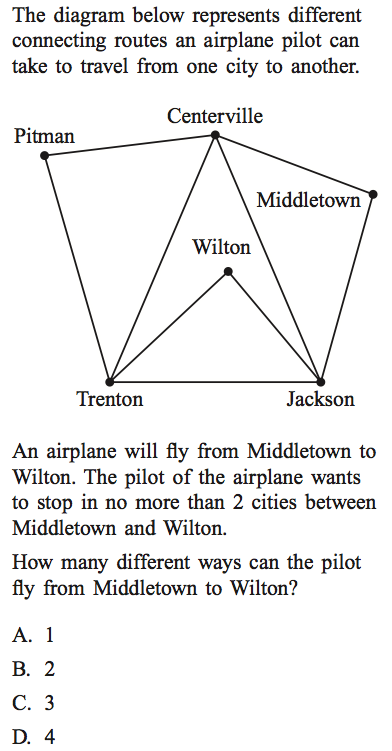 The diagram below represents different
connecting routes an airplane pilot can
take to travel from one city to another.
Centerville
Pitman
Middletown
Wilton
Trenton
Jackson
An airplane will fly from Middletown to
Wilton. The pilot of the airplane wants
to stop in no more than 2 cities between
Middletown and Wilton.
How many different ways can the pilot
fly from Middletown to Wilton?
A. 1
B. 2
C. 3
D. 4